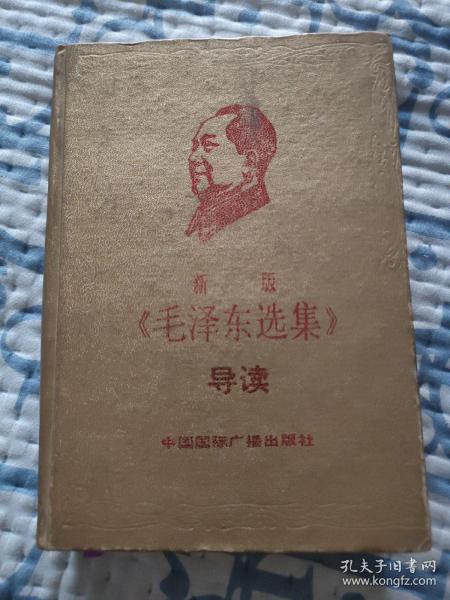 新 版
《毛泽东选集》
导读
中国国际广播出版社
孔夫子旧书网
www.kongfz.com